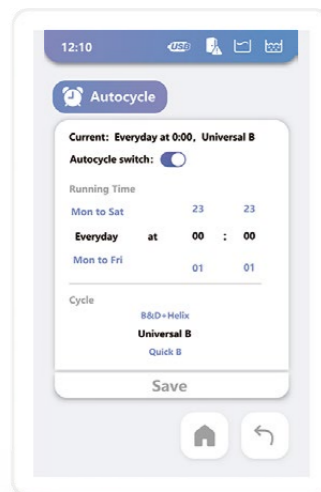 12:10 USB
Autocycle
Current: Everyday at 0:00, Universal B
Autocycle switch:
Running Time
Mon to Sat 23 23
Everyday at 00 : 00
Mon to Fri 01 01
Cycle
B&D+Helix
Universal B
Quick B
Save